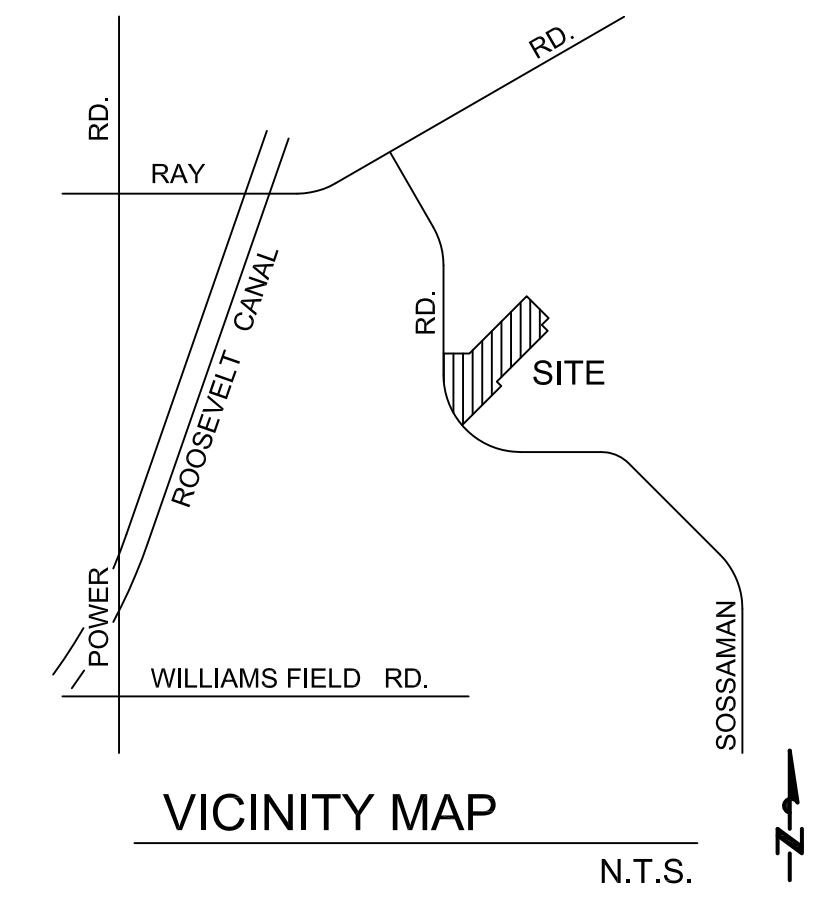 RD.
RD.
RAY
ROOSEVELT CANAL
RD.
SITE
POWER
WILLIAMS FIELD RD.
SOSSAMAN
VICINITY MAP
N.T.S.
N